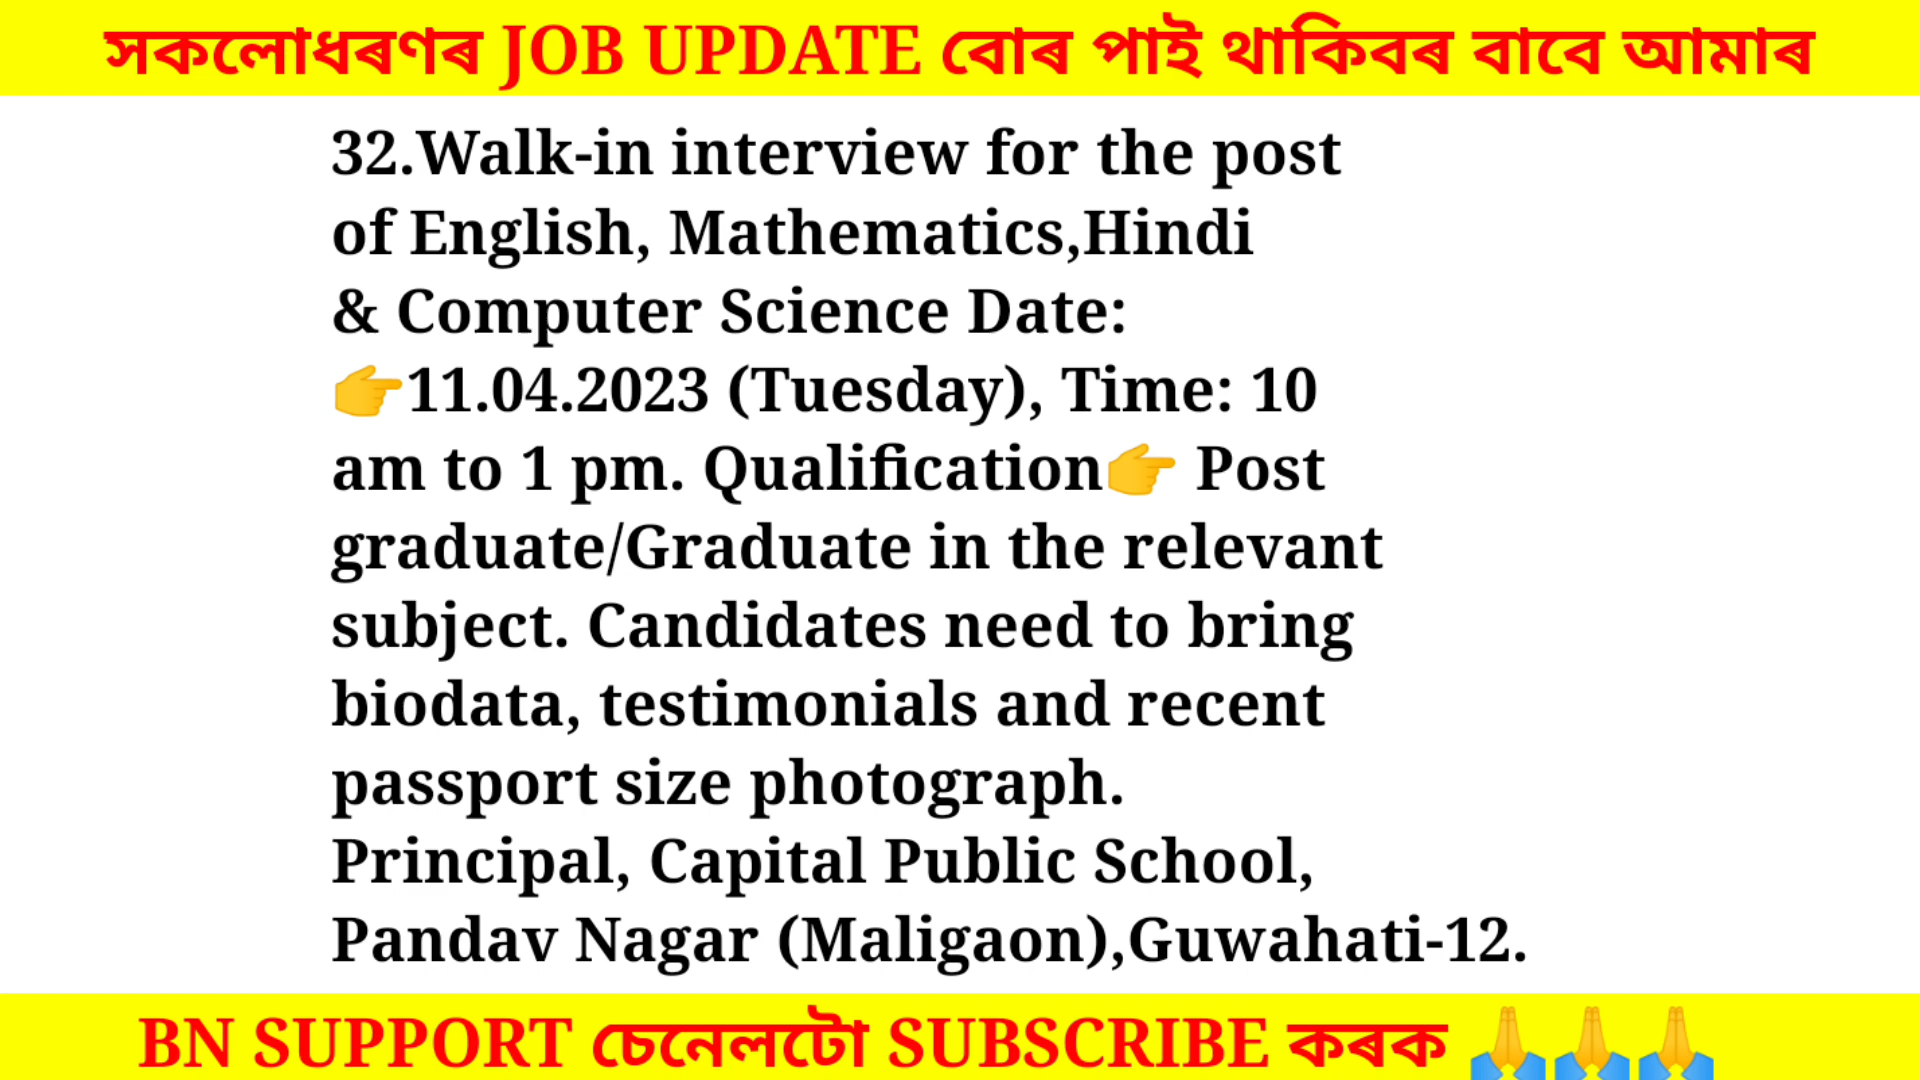 সকলোধৰণৰ JOB UPDATE বোৰ পাই থাকিবৰ বাবে আমাৰ
32.Walk-in interview for the post
of English, Mathematics,Hindi
& Computer Science Date:
👉11.04.2023 (Tuesday), Time: 10
am to 1 pm. Qualification👉 Post
graduate/Graduate in the relevant
subject. Candidates need to bring
biodata, testimonials and recent
passport size photograph.
Principal, Capital Public School,
Pandav Nagar (Maligaon),Guwahati-12.
BN SUPPORT চেনেলটো SUBSCRIBE কৰক 🙏🙏🙏